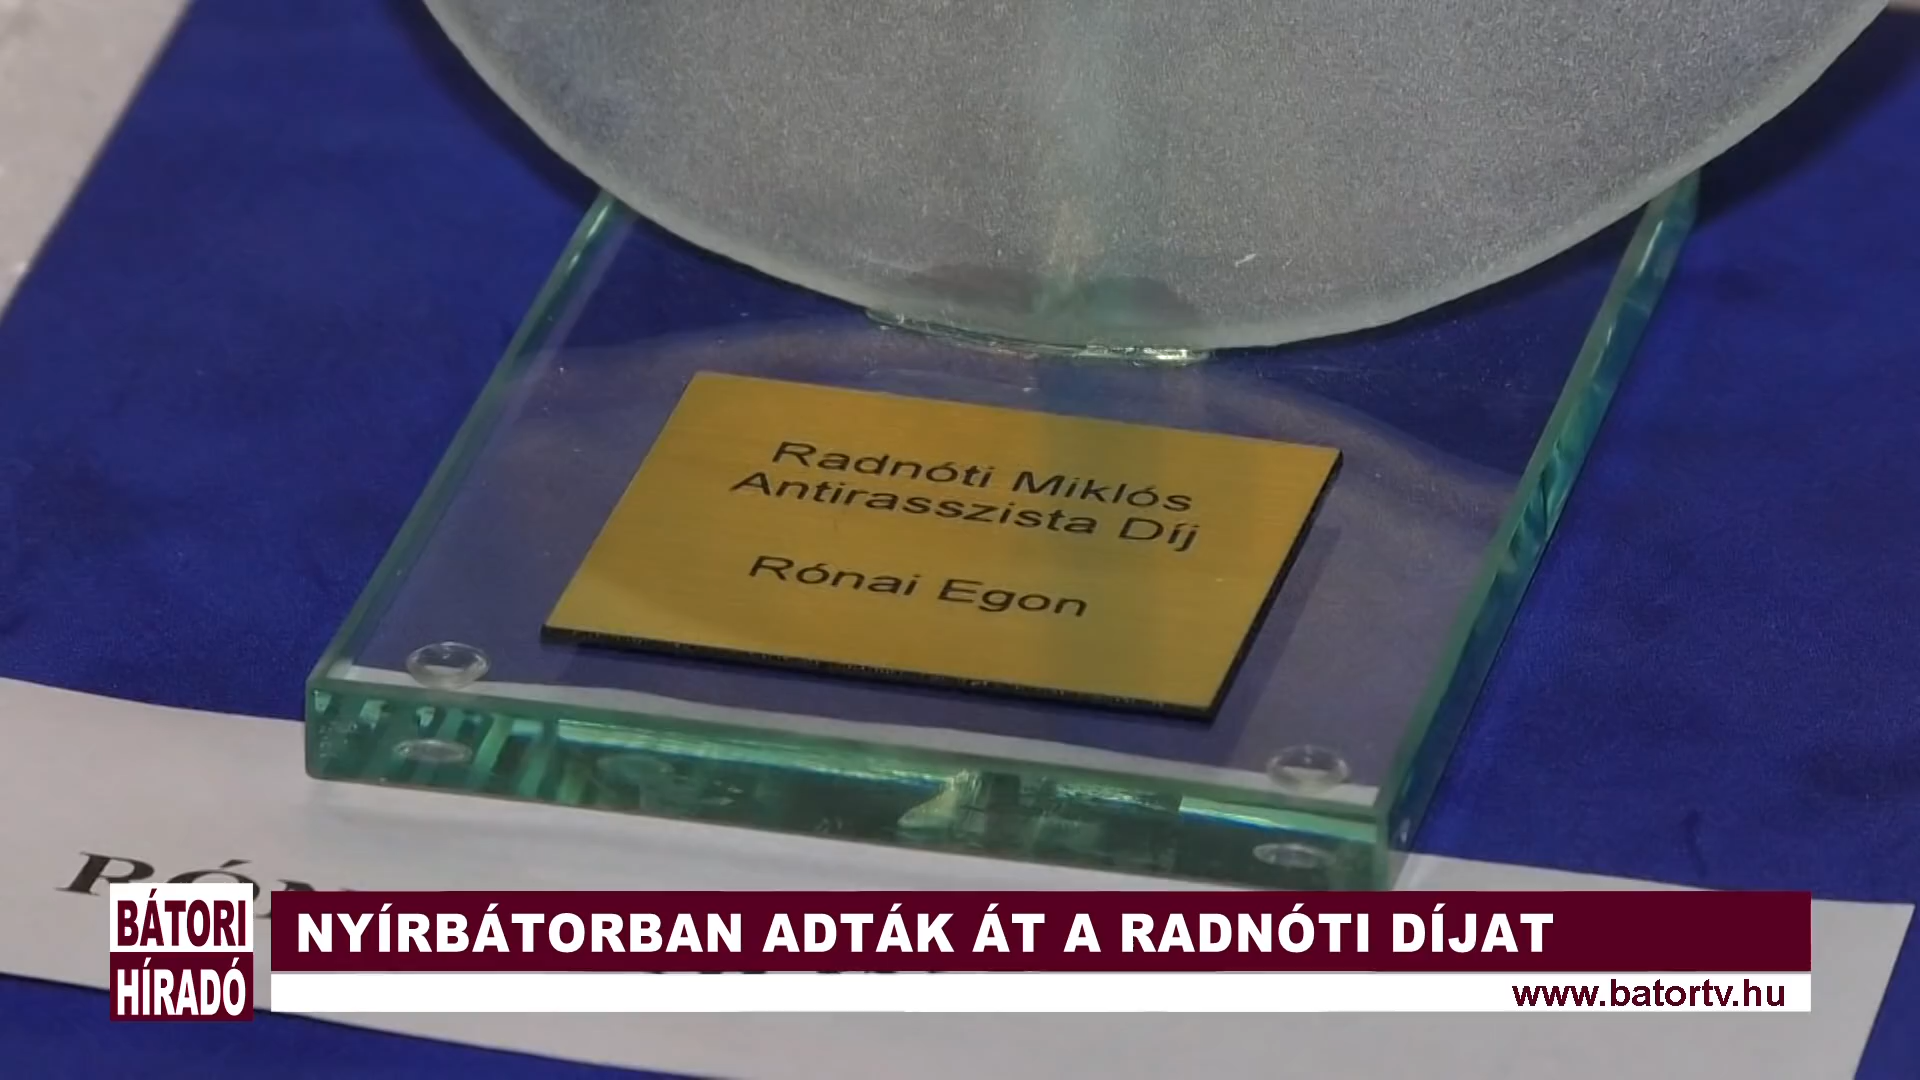 Radnóti Miklós
Antirasszista Díj
Rónai Egon
BÁTORI
HÍRADÓ
NYÍRBÁTORBAN ADTÁK ÁT A RADNÓTI DÍJAT
www.batortv.hu